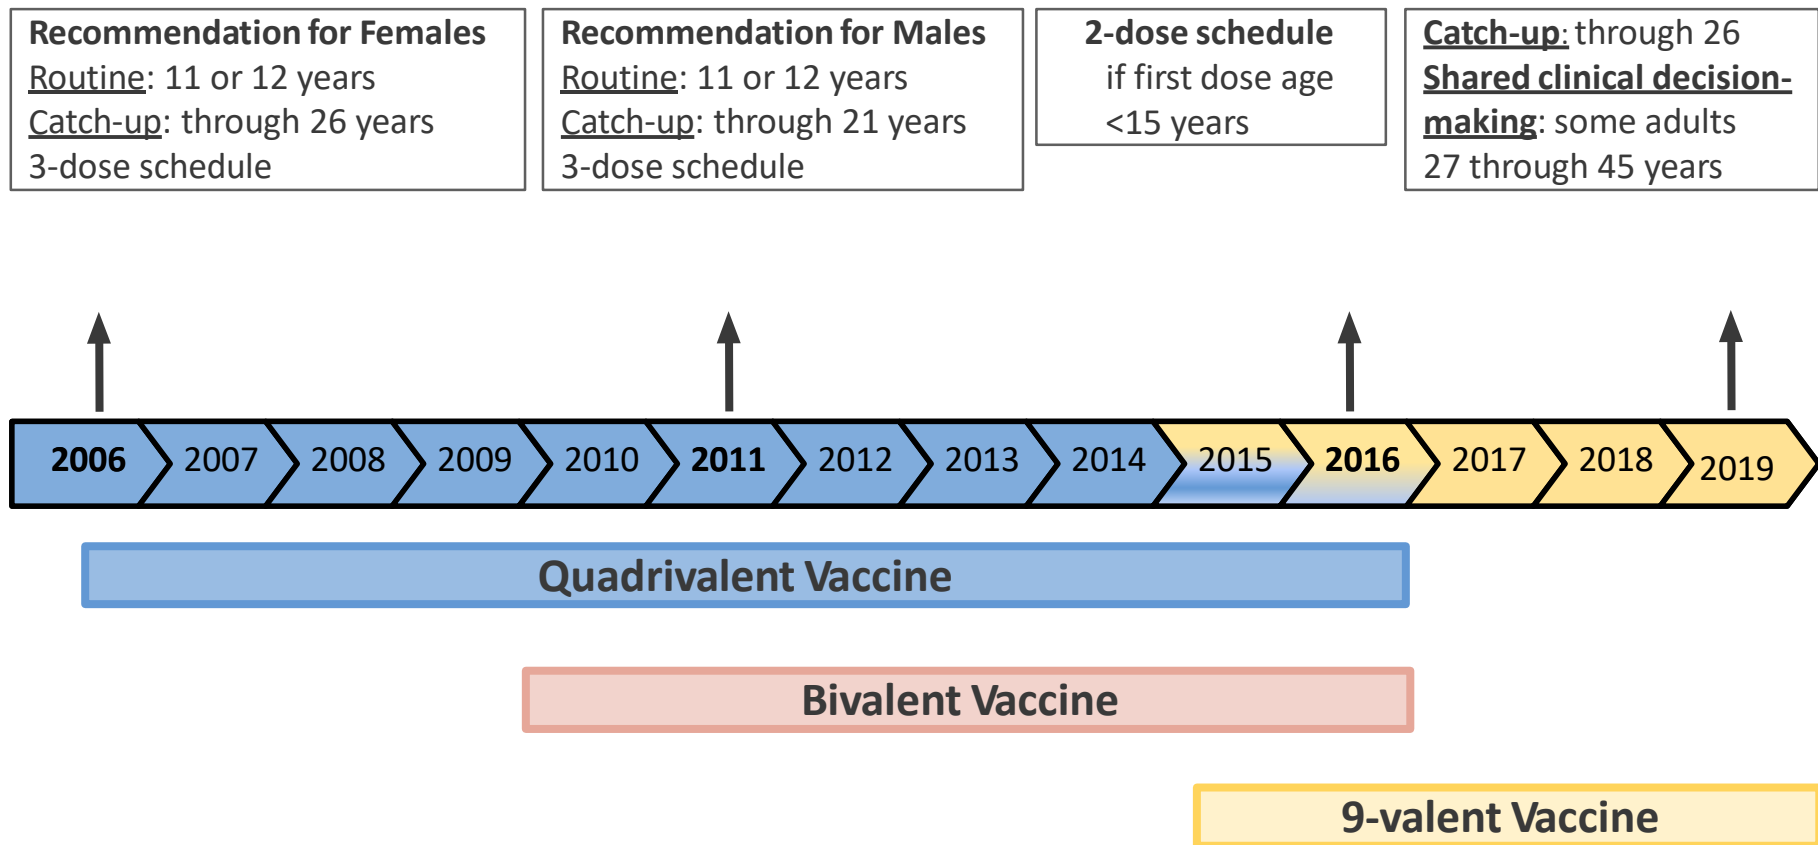 Recommendation for Females
Routine: 11 or 12 years
Catch-up: through 26 years
3-dose schedule
Recommendation for Males
Routine: 11 or 12 years
Catch-up: through 21 years
3-dose schedule
2-dose schedule
if first dose age
<15 years
Catch-up: through 26
Shared clinical decision-
making: some adults
27 through 45 years
2006 2007 2008 2009 2010 2011 2012 2013 2014 2015 2016 2017 2018 2019
Quadrivalent Vaccine
Bivalent Vaccine
9-valent Vaccine